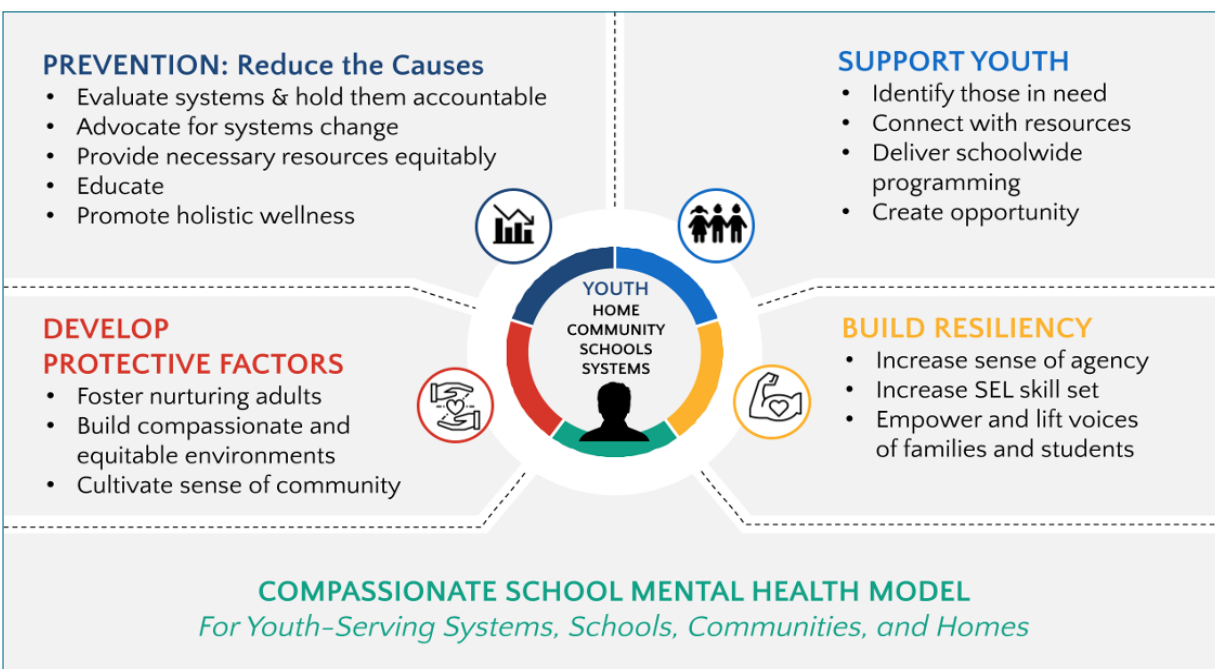 PREVENTION: Reduce the Causes
• Evaluate systems & hold them accountable
• Advocate for systems change
• Provide necessary resources equitably
• Educate
• Promote holistic wellness
SUPPORT YOUTH
• Identify those in need
• Connect with resources
• Deliver schoolwide
programming
• Create opportunity
YOUTH
HOME
COMMUNITY
SCHOOLS
SYSTEMS
DEVELOP
PROTECTIVE FACTORS
• Foster nurturing adults
• Build compassionate and
equitable environments
• Cultivate sense of community
BUILD RESILIENCY
• Increase sense of agency
• Increase SEL skill set
• Empower and lift voices
of families and students
COMPASSIONATE SCHOOL MENTAL HEALTH MODEL
For Youth-Serving Systems, Schools, Communities, and Homes